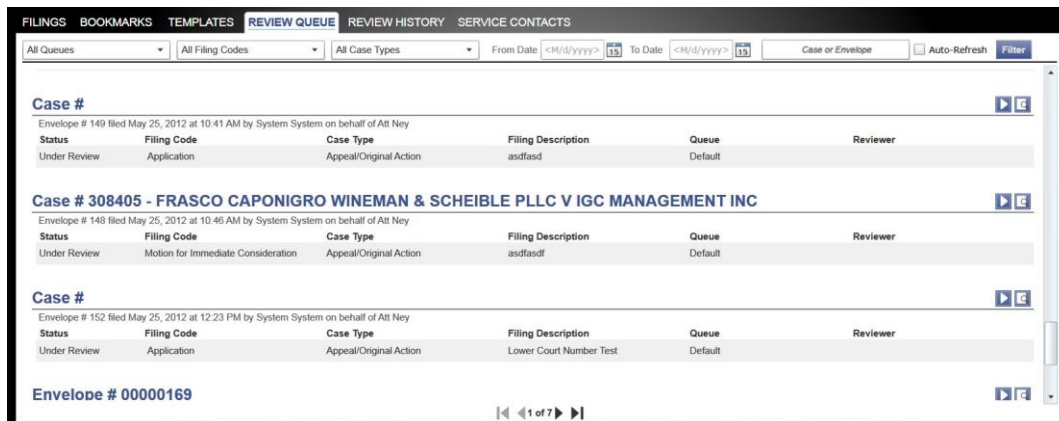 FILINGS BOOKMARKS TEMPLATES REVIEW QUEUE REVIEW HISTORY SERVICE CONTACTS
All Queues All Filing Codes All Case Types From Date <M/d/yyyy> 15 To Date <M/d/yyyy> 15 Case or Envelope Auto-Refresh Filter
Case #
Envelope # 149 filed May 25, 2012 at 10:41 AM by System System on behalf of Att Ney
Status Filing Code Case Type Filing Description Queue Reviewer
Under Review Application Appeal/Original Action asdfasd Default
Case # 308405 - FRASCO CAPONIGRO WINEMAN & SCHEIBLE PLLC V IGC MANAGEMENT INC
Envelope # 148 filed May 25, 2012 at 10:46 AM by System System on behalf of Att Ney
Status Filing Code Case Type Filing Description Queue Reviewer
Under Review Motion for Immediate Consideration Appeal/Original Action asdfasdf Default
Case #
Envelope # 152 filed May 25, 2012 at 12:23 PM by System System on behalf of Att Ney
Status Filing Code Case Type Filing Description Queue Reviewer
Under Review Application Appeal/Original Action Lower Court Number Test Default
Envelope # 00000169
1 of 7